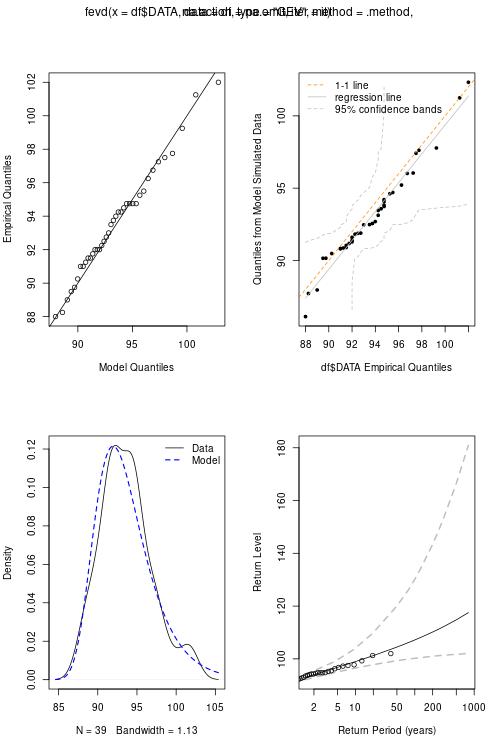 fevd(x = df$DATA,
88 90 92 94 96 98 102
Empirical Quantiles
90 95 100
Model Quantiles
1-1 line
regression line
95% confidence bands
90 95 100
Quantiles from Model Simulated Data
88 90 92 94 96 98 100
df$DATA Empirical Quantiles
Data
Model
0.00 0.02 0.04 0.06 0.08 0.10 0.12
Density
85 90 95 100 105
N = 39 Bandwidth = 1.13
100 120 140 160 180
Return Level
2 5 10 50 200 1000
Return Period (years)